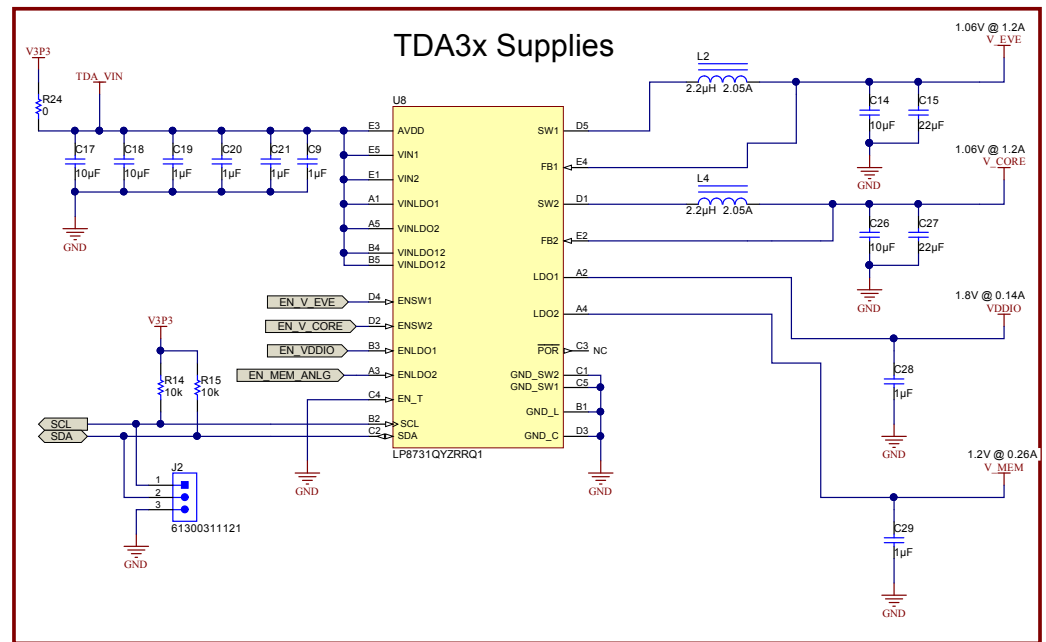 TDA3x Supplies
V3P3
TDA_VIN
R24
0
C17
10µF
C18
10µF
C19
1µF
C20
1µF
C21
1µF
C9
1µF
GND
U8
E3 AVDD
E5 VIN1
E1 VIN2
A1 VINLDO1
A5 VINLDO2
B4 VINLDO12
B5 VINLDO12
EN_V_EVE D4 ENSW1
EN_V_CORE D2 ENSW2
EN_VDDIO B3 ENLDO1
EN_MEM_ANLG A3 ENLDO2
C4 EN_T
B2 SCL
C2 SDA
SW1 D5
FB1 E4
SW2 D1
FB2 E2
LDO1 A2
LDO2 A4
POR C3 NC
GND_SW2 C1
GND_SW1 C5
GND_L B1
GND_C D3
LP8731QYZRRQ1
V3P3
R14
10k
R15
10k
SCL
SDA
J2
1
2
3
61300311121
GND
GND
GND
L2
2.2µH 2.05A
1.06V @ 1.2A
V_EVE
C14
10µF
C15
22µF
GND
L4
2.2µH 2.05A
1.06V @ 1.2A
V_CORE
C26
10µF
C27
22µF
GND
1.8V @ 0.14A
VDDIO
C28
1µF
GND
1.2V @ 0.26A
V_MEM
C29
1µF
GND